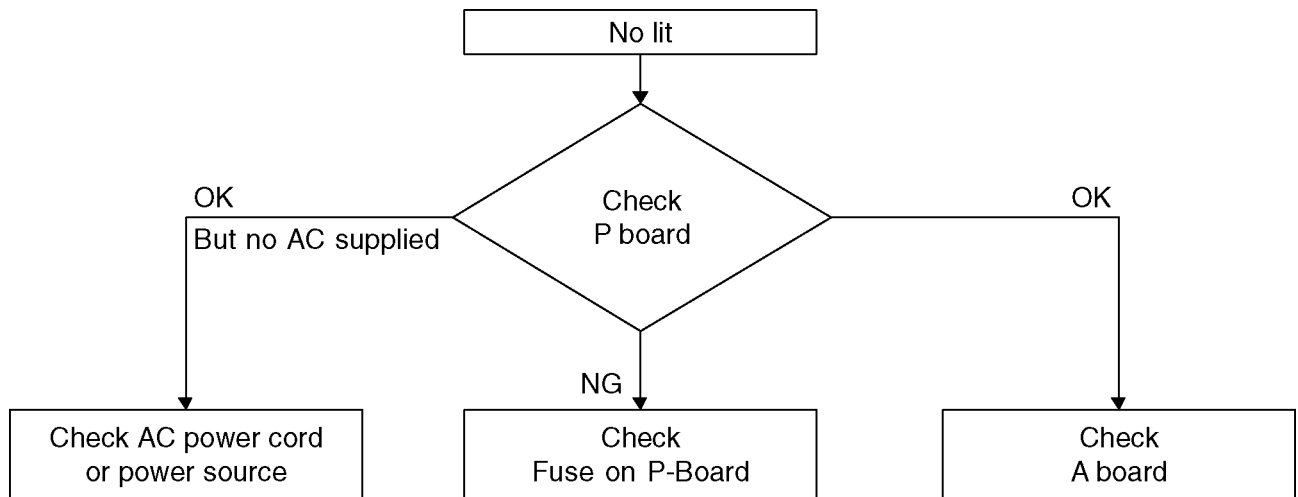 No lit
Check
P board
OK
But no AC supplied
OK
NG
Check AC power cord
or power source
Check
Fuse on P-Board
Check
A board